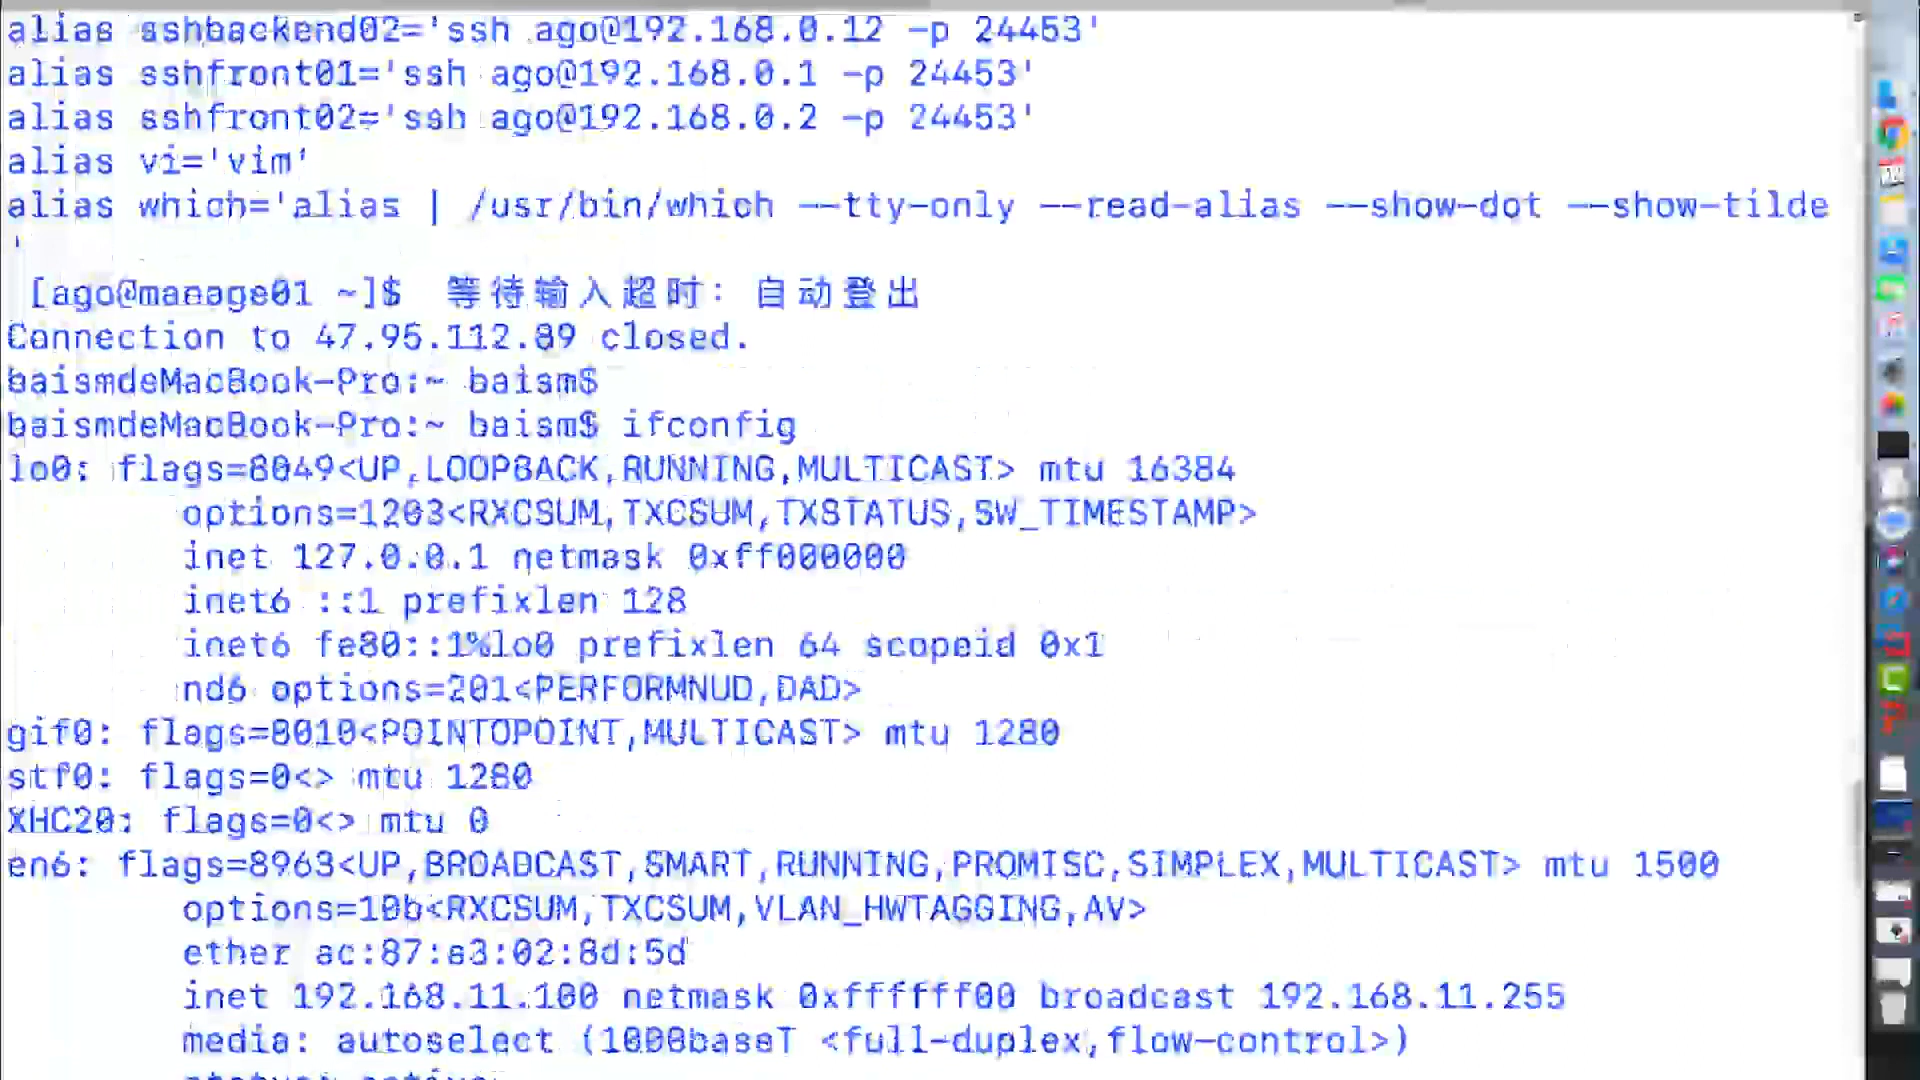 alias sshbackend02='ssh ago@192.168.0.12 -p 24453'
alias sshfront01='ssh ago@192.168.0.1 -p 24453'
alias sshfront02='ssh ago@192.168.0.2 -p 24453'
alias vi='vim'
alias which='alias | /usr/bin/which --tty-only --read-alias --show-dot --show-tilde
'
[ago@manage01 ~]$ 等待输入超时：自动登出
Connection to 47.95.112.89 closed.
baismdeMacBook-Pro:~ baism$
baismdeMacBook-Pro:~ baism$ ifconfig
lo0: flags=8049<UP,LOOPBACK,RUNNING,MULTICAST> mtu 16384
options=1203<RXCSUM,TXCSUM,TXSTATUS,SW_TIMESTAMP>
inet 127.0.0.1 netmask 0xff000000
inet6 ::1 prefixlen 128
inet6 fe80::1%lo0 prefixlen 64 scopeid 0x1
nd6 options=201<PERFORMNUD,DAD>
gif0: flags=8010<POINTOPOINT,MULTICAST> mtu 1280
stf0: flags=0<> mtu 1280
XHC20: flags=0<> mtu 0
en6: flags=8963<UP,BROADCAST,SMART,RUNNING,PROMISC,SIMPLEX,MULTICAST> mtu 1500
options=10b<RXCSUM,TXCSUM,VLAN_HWTAGGING,AV>
ether ac:87:a3:02:8d:5d
inet 192.168.11.100 netmask 0xffffff00 broadcast 192.168.11.255
media: autoselect (1000baseT <full-duplex,flow-control>)